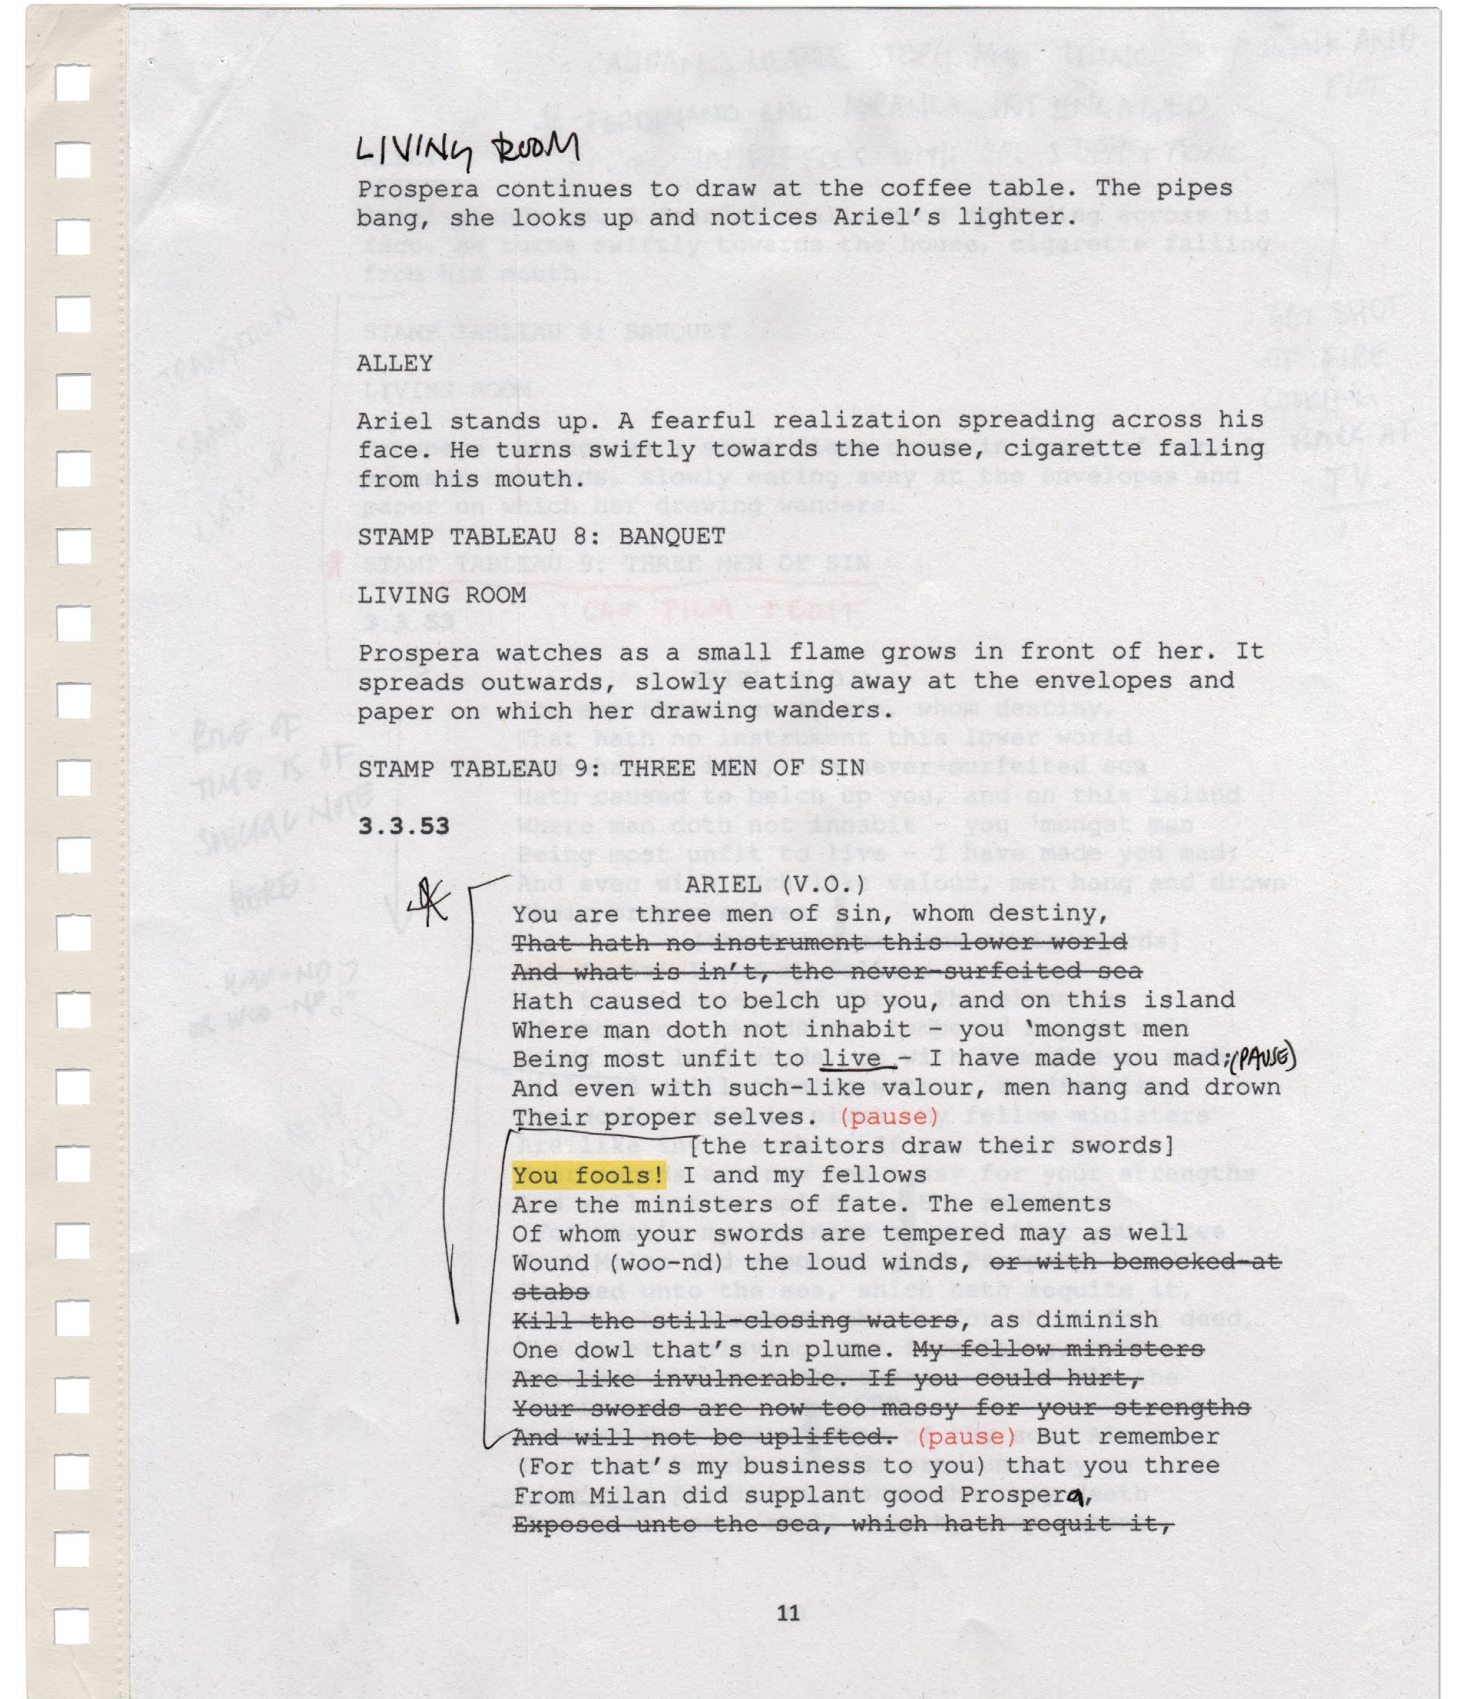 LIVING ROOM
Prospera continues to draw at the coffee table. The pipes
bang, she looks up and notices Ariel's lighter.
ALLEY
Ariel stands up. A fearful realization spreading across his
face. He turns swiftly towards the house, cigarette falling
from his mouth.
STAMP TABLEAU 8: BANQUET
LIVING ROOM
Prospera watches as a small flame grows in front of her. It
spreads outwards, slowly eating away at the envelopes and
paper on which her drawing wanders.
STAMP TABLEAU 9: THREE MEN OF SIN
3.3.53
ARIEL (V.O.)
You are three men of sin, whom destiny,
That hath no instrument this lower world
And what is in't, the never-surfeited sea
Hath caused to belch up you, and on this island
Where man doth not inhabit – you 'mongst men
Being most unfit to live – I have made you mad; (PAUSE)
And even with such-like valour, men hang and drown
Their proper selves. (pause)
[the traitors draw their swords]
You fools! I and my fellows
Are the ministers of fate. The elements
Of whom your swords are tempered may as well
Wound (woo-nd) the loud winds, or with bemocked-at
stabs
Kill the still-closing waters, as diminish
One dowl that's in plume. My fellow ministers
Are like invulnerable. If you could hurt,
Your swords are now too massy for your strengths
And will not be uplifted. (pause) But remember
(For that's my business to you) that you three
From Milan did supplant good Prospera,
Exposed unto the sea, which hath requit it,
11